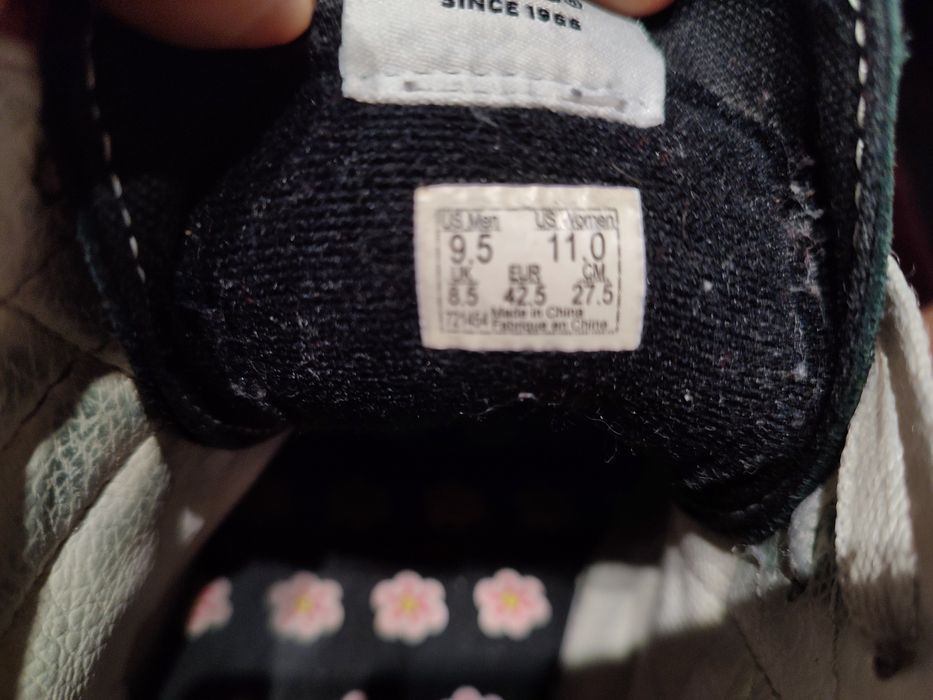 SINCE 1966
US Men US Women
9.5 11.0
UK EUR CM
8.5 42.5 27.5
721454 Made in China
Fabriqué en Chine